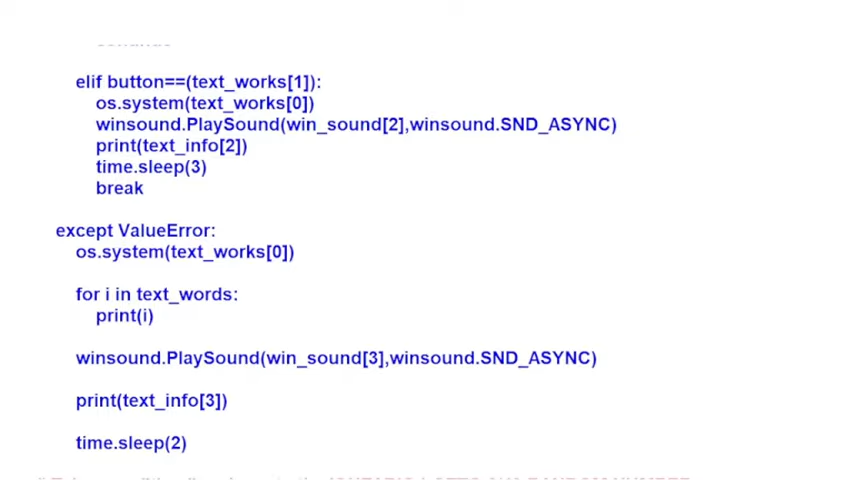 elif button==(text_works[1]):
os.system(text_works[0])
winsound.PlaySound(win_sound[2],winsound.SND_ASYNC)
print(text_info[2])
time.sleep(3)
break
except ValueError:
os.system(text_works[0])
for i in text_words:
print(i)
winsound.PlaySound(win_sound[3],winsound.SND_ASYNC)
print(text_info[3])
time.sleep(2)